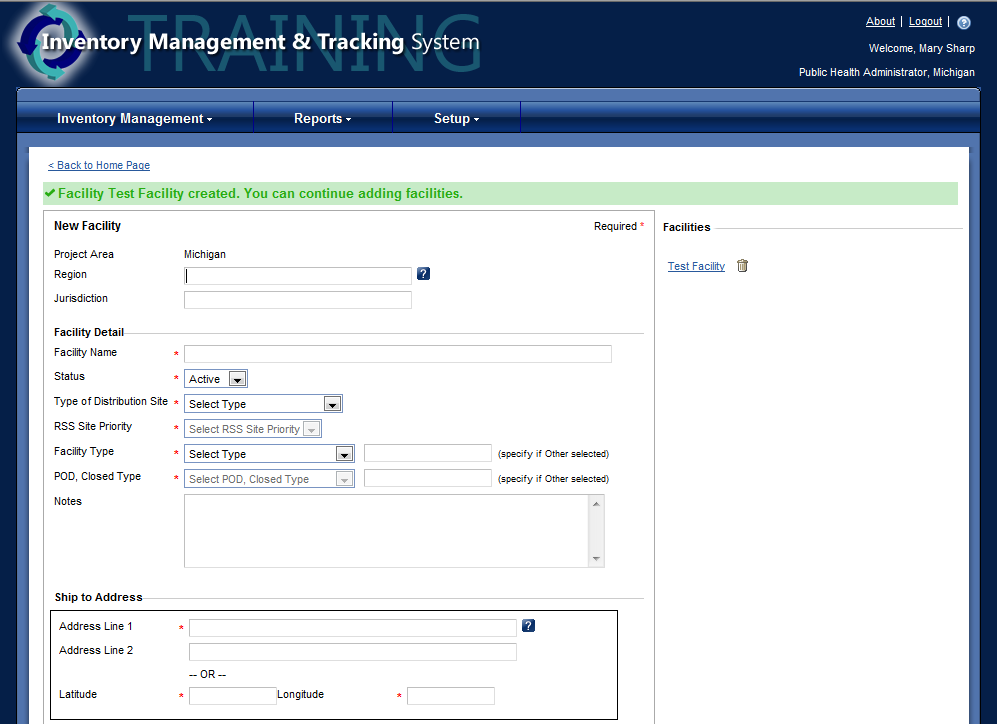 TRAINING
Inventory Management & Tracking System
About | Logout | ?
Welcome, Mary Sharp
Public Health Administrator, Michigan
Inventory Management
Reports
Setup
< Back to Home Page
Facility Test Facility created. You can continue adding facilities.
New Facility Required *
Project Area Michigan
Region ?
Jurisdiction
Facility Detail
Facility Name *
Status * Active
Type of Distribution Site * Select Type
RSS Site Priority * Select RSS Site Priority
Facility Type * Select Type (specify if Other selected)
POD, Closed Type * Select POD, Closed Type (specify if Other selected)
Notes
Ship to Address
Address Line 1 * ?
Address Line 2
-- OR --
Latitude * Longitude *
Facilities
Test Facility